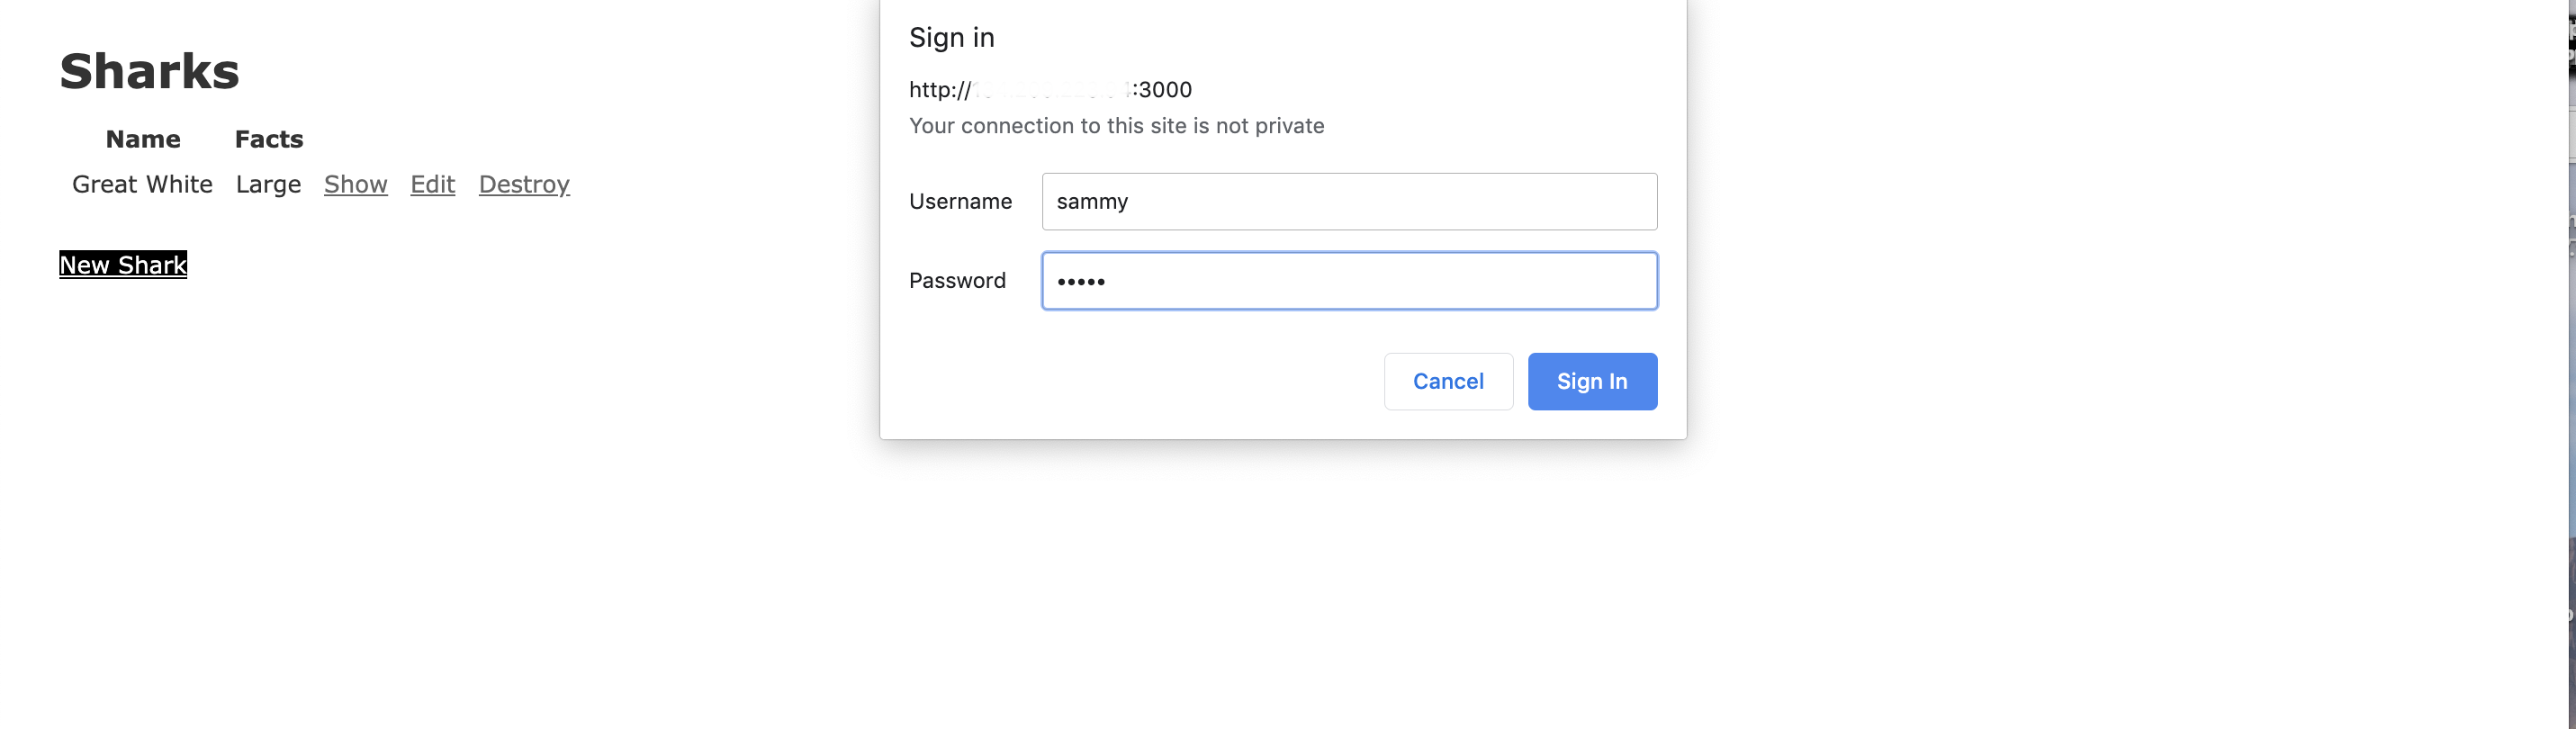 Sharks
Name Facts
Great White Large Show Edit Destroy
New Shark
Sign in
http:// :3000
Your connection to this site is not private
Username sammy
Password •••••
Cancel Sign In